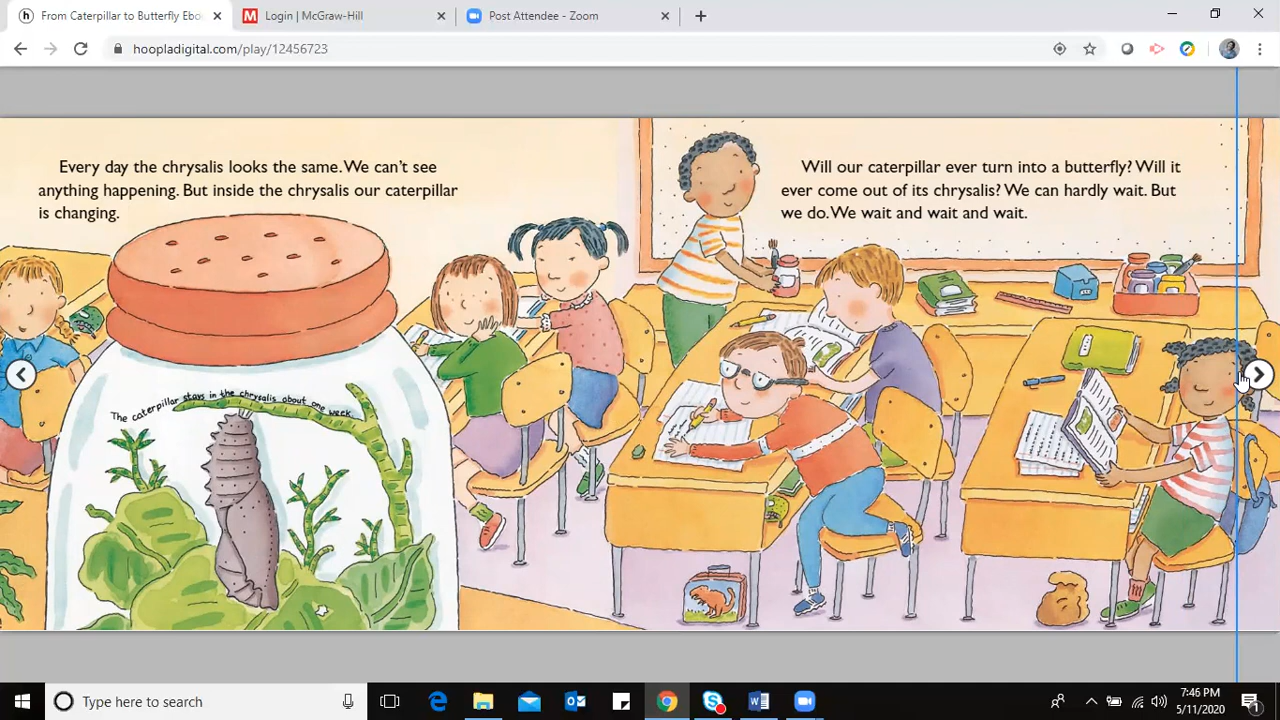 From Caterpillar to Butterfly Ebo
Login | McGraw-Hill
Post Attendee - Zoom
hoopladigital.com/play/12456723
Every day the chrysalis looks the same. We can't see
anything happening. But inside the chrysalis our caterpillar
is changing.
The caterpillar stays in the chrysalis about one week.
Will our caterpillar ever turn into a butterfly? Will it
ever come out of its chrysalis? We can hardly wait. But
we do. We wait and wait and wait.
Type here to search
7:46 PM
5/11/2020
1